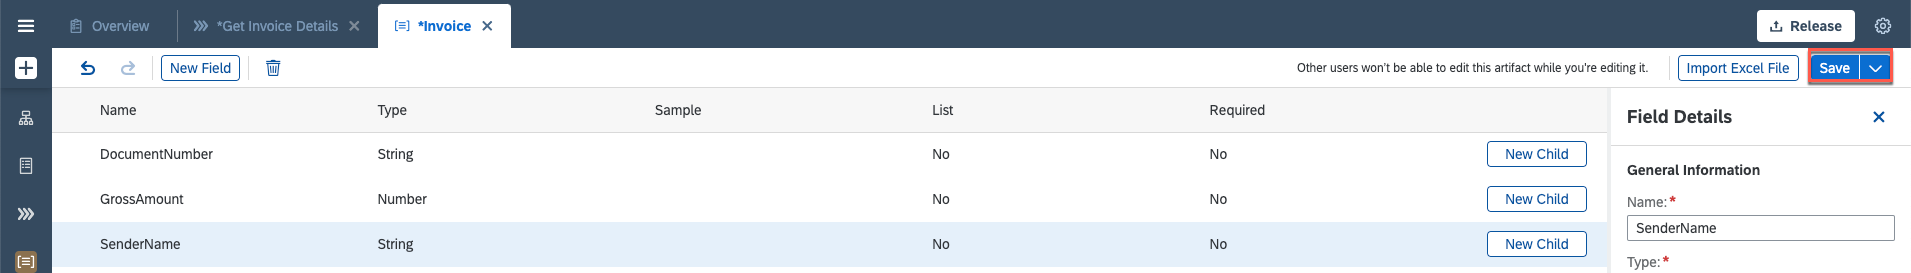 Overview
*Get Invoice Details
*Invoice
Release
New Field
Other users won't be able to edit this artifact while you're editing it.
Import Excel File
Save
Name Type Sample List Required
DocumentNumber String No No New Child
GrossAmount Number No No New Child
SenderName String No No New Child
Field Details
General Information
Name:*
SenderName
Type:*